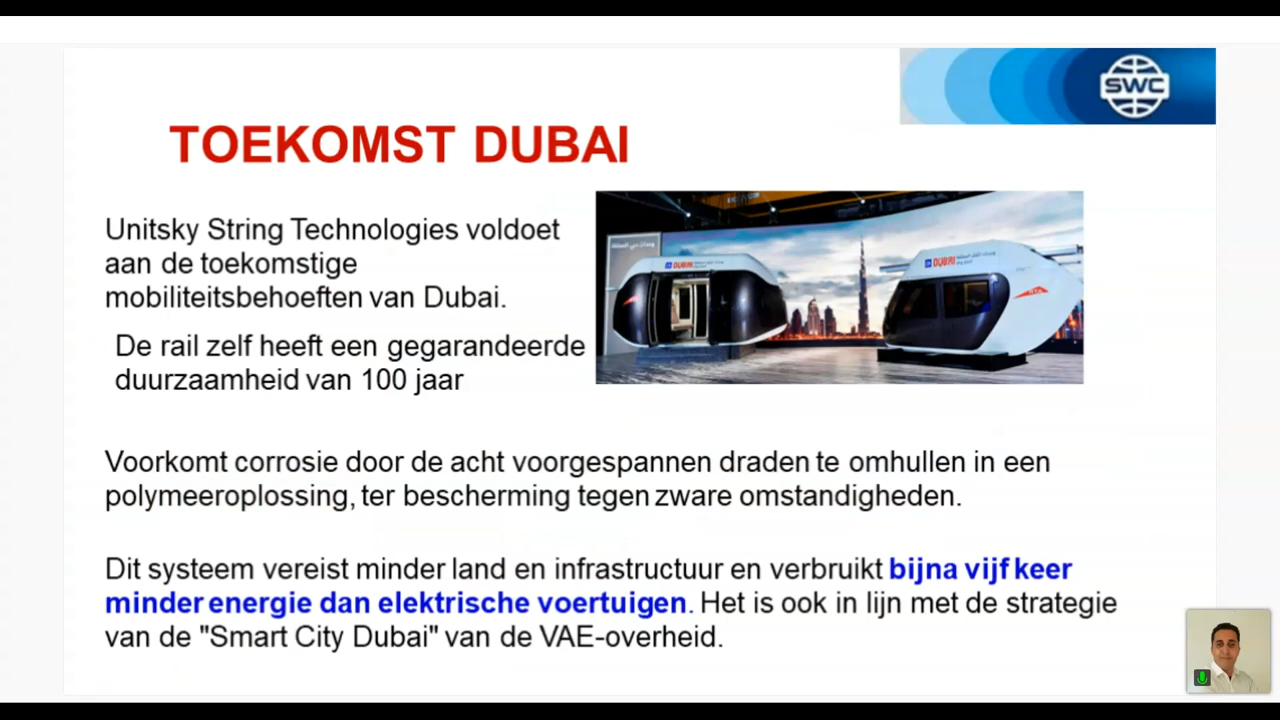 SWC
TOEKOMST DUBAI
Unitsky String Technologies voldoet
aan de toekomstige
mobiliteitsbehoeften van Dubai.
De rail zelf heeft een gegarandeerde
duurzaamheid van 100 jaar
DUBAI
DUBAI
Voorkomt corrosie door de acht voorgespannen draden te omhullen in een
polymeeroplossing, ter bescherming tegen zware omstandigheden.
Dit systeem vereist minder land en infrastructuur en verbruikt bijna vijf keer
minder energie dan elektrische voertuigen. Het is ook in lijn met de strategie
van de "Smart City Dubai" van de VAE-overheid.